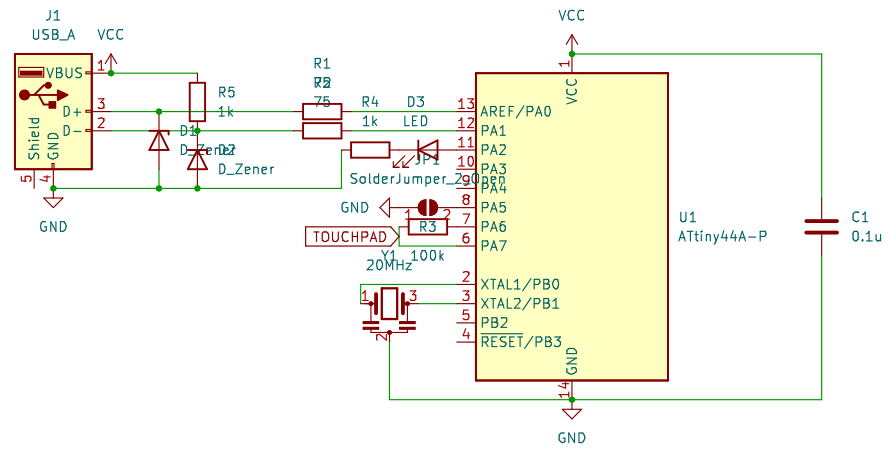 J1
USB_A
VCC
1
VBUS
3
D+
2
D-
Shield
GND
5
4
GND
R5
1k
D1
D_Zener
D2
D_Zener
R1
75
R2
75
R4
1k
D3
LED
JP1
SolderJumper_2_Open
GND
1
2
R3
100k
TOUCHPAD
Y1
20MHz
1
3
2
VCC
1
VCC
13
AREF/PA0
12
PA1
11
PA2
10
PA3
9
PA4
8
PA5
7
PA6
6
PA7
2
XTAL1/PB0
3
XTAL2/PB1
5
PB2
4
RESET/PB3
GND
14
GND
U1
ATtiny44A-P
C1
0.1u